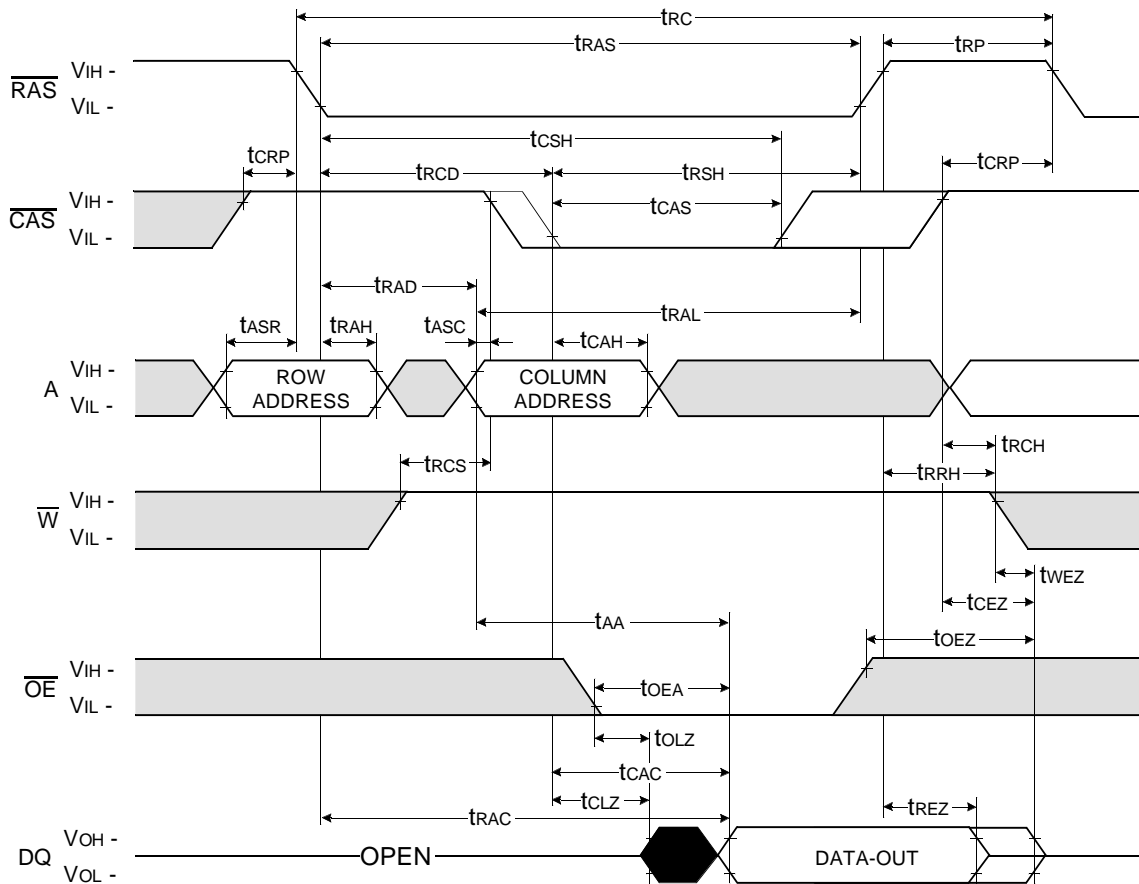 tRC
tRAS
tRP
RAS
VIH -
VIL -
tCSH
tCRP
tRCD
tRSH
tCRP
CAS
VIH -
VIL -
tCAS
tRAD
tRAL
tASR
tRAH
tASC
tCAH
A
VIH -
VIL -
ROW
ADDRESS
COLUMN
ADDRESS
tRCS
tRCH
tRRH
W
VIH -
VIL -
tWEZ
tCEZ
tAA
tOEZ
OE
VIH -
VIL -
tOEA
tOLZ
tCAC
tCLZ
tREZ
tRAC
DQ
VOH -
VOL -
OPEN
DATA-OUT